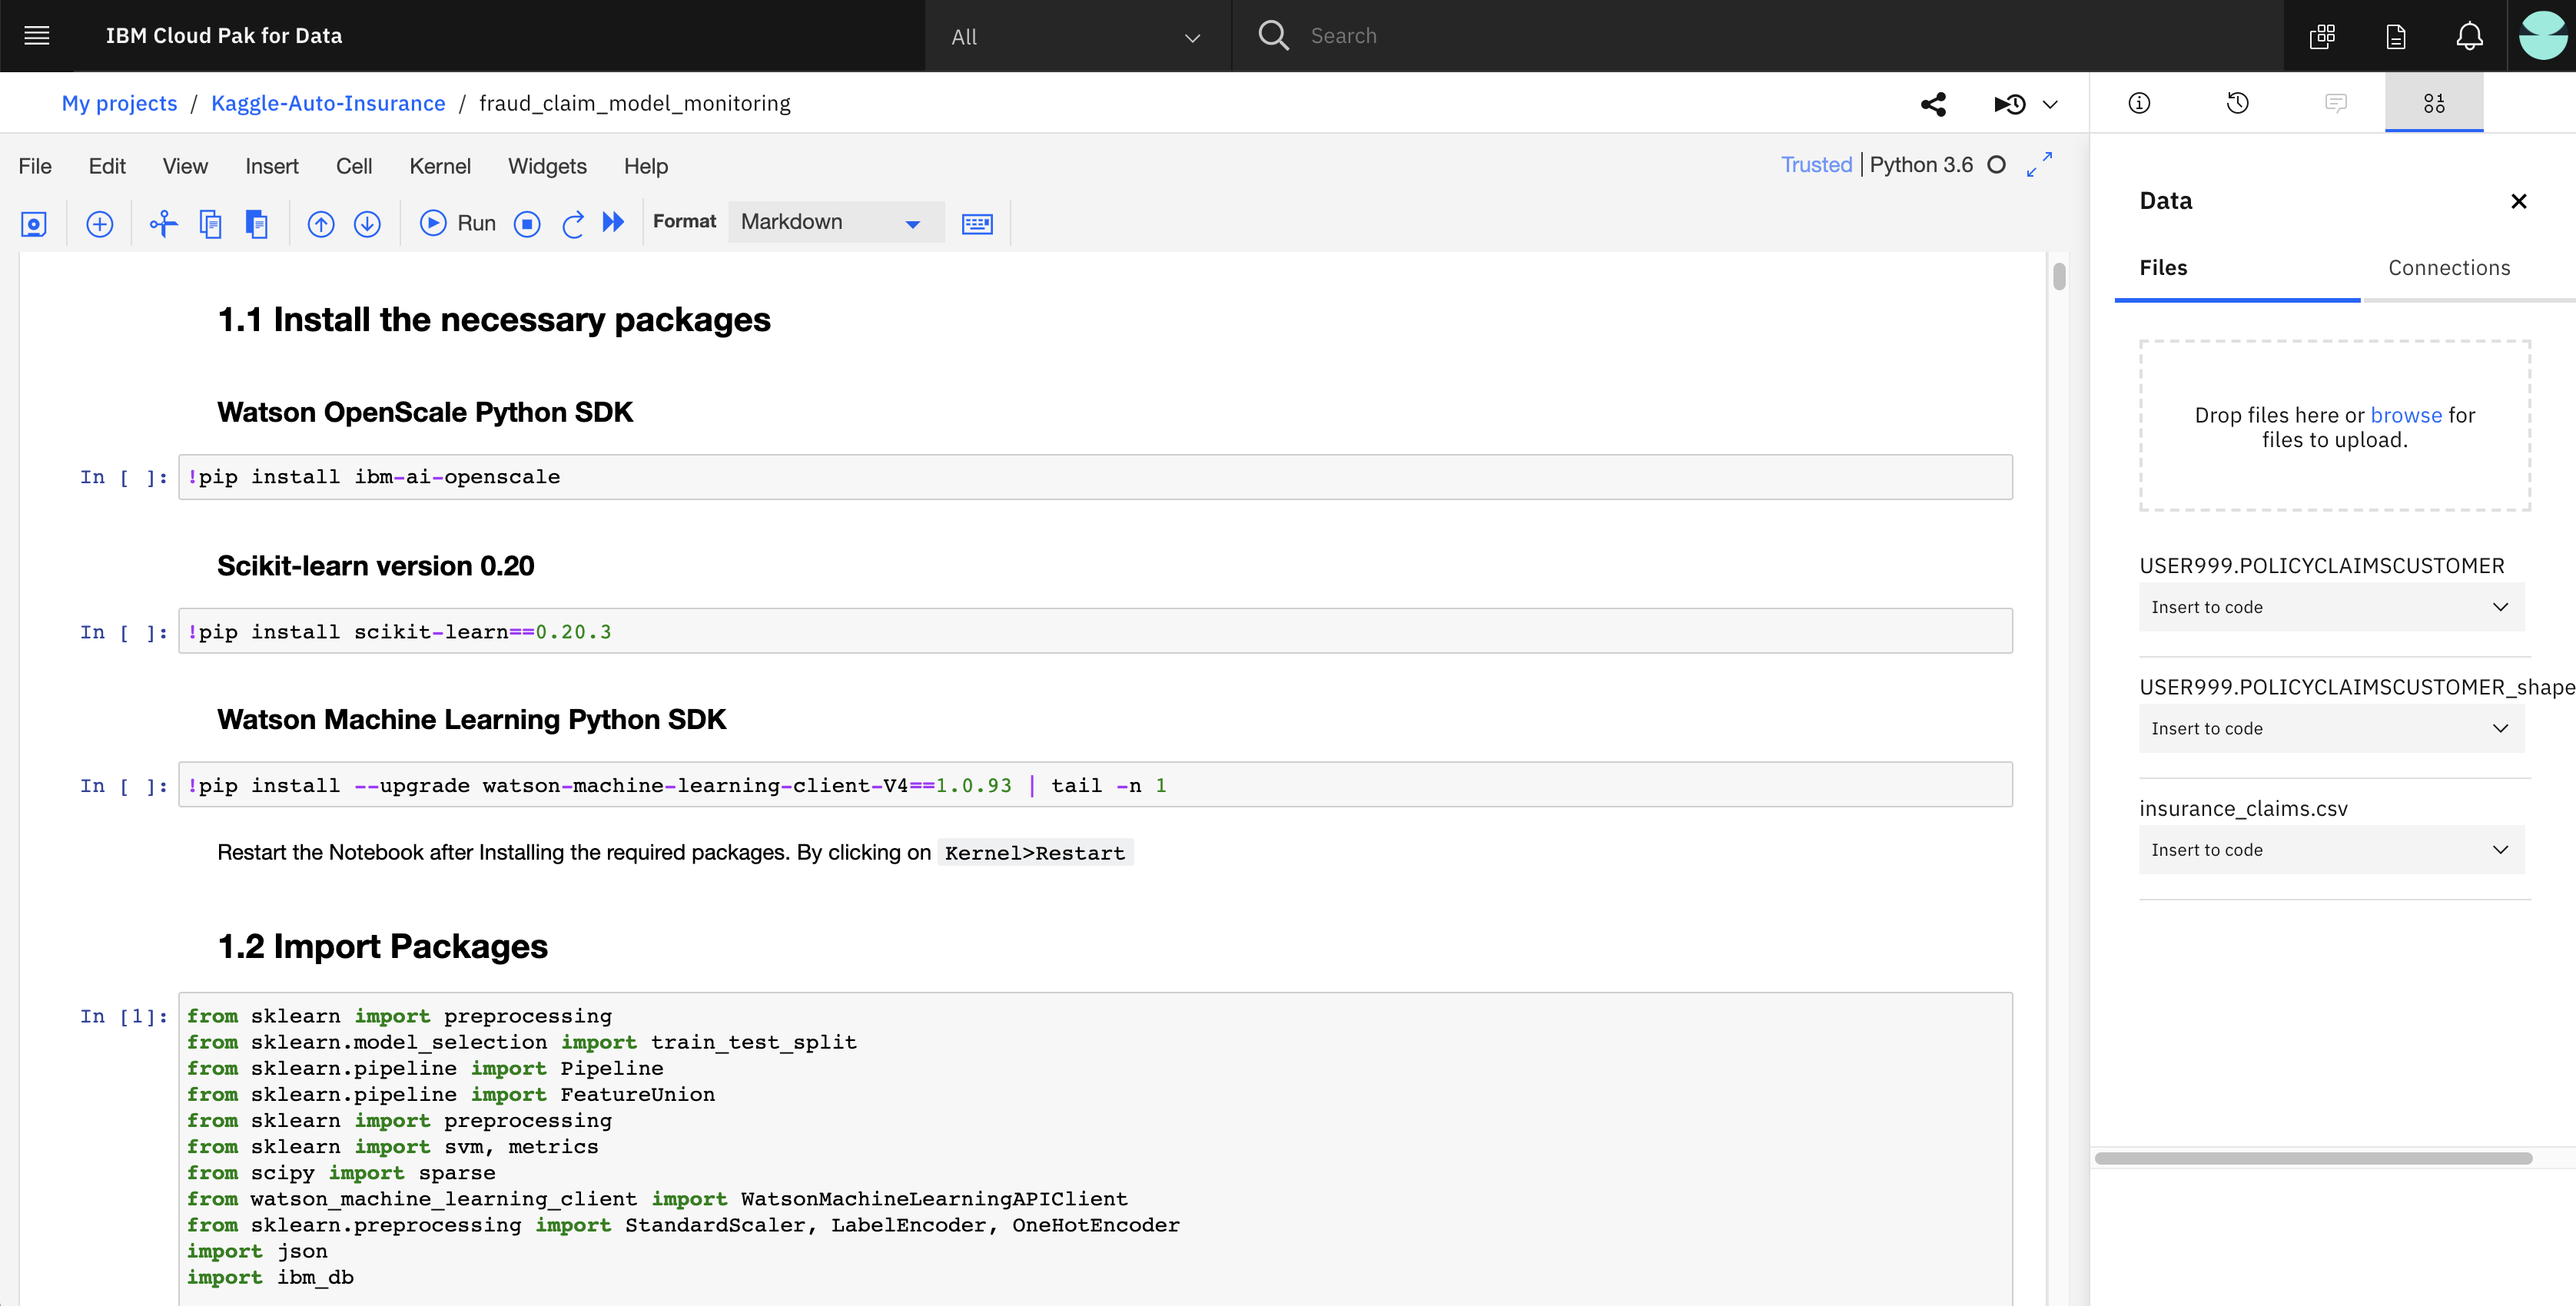 IBM Cloud Pak for Data
All
Search
My projects / Kaggle-Auto-Insurance / fraud_claim_model_monitoring
File Edit View Insert Cell Kernel Widgets Help
Trusted | Python 3.6
Run
Format Markdown
1.1 Install the necessary packages
Watson OpenScale Python SDK
In [ ]: !pip install ibm-ai-openscale
Scikit-learn version 0.20
In [ ]: !pip install scikit-learn==0.20.3
Watson Machine Learning Python SDK
In [ ]: !pip install --upgrade watson-machine-learning-client-V4==1.0.93 | tail -n 1
Restart the Notebook after Installing the required packages. By clicking on Kernel>Restart
1.2 Import Packages
In [1]: from sklearn import preprocessing
from sklearn.model_selection import train_test_split
from sklearn.pipeline import Pipeline
from sklearn.pipeline import FeatureUnion
from sklearn import preprocessing
from sklearn import svm, metrics
from scipy import sparse
from watson_machine_learning_client import WatsonMachineLearningAPIClient
from sklearn.preprocessing import StandardScaler, LabelEncoder, OneHotEncoder
import json
import ibm_db
Data
Files Connections
Drop files here or browse for
files to upload.
USER999.POLICYCLAIMSCUSTOMER
Insert to code
USER999.POLICYCLAIMSCUSTOMER_shape
Insert to code
insurance_claims.csv
Insert to code